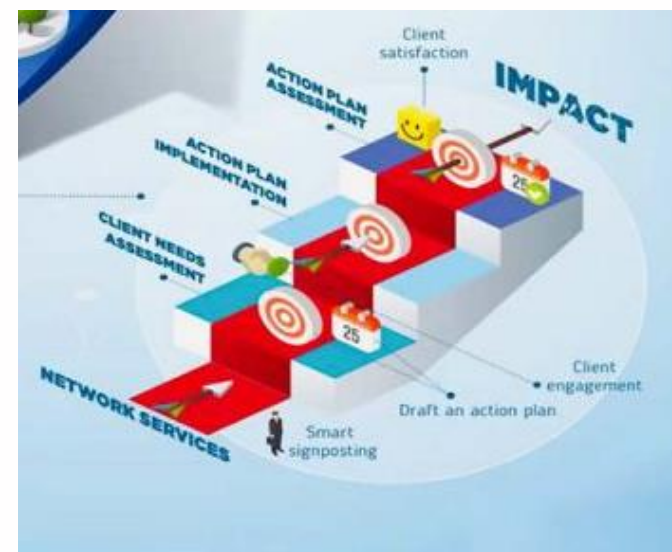 Client
satisfaction
IMPACT
ACTION PLAN
ASSESSMENT
25
ACTION PLAN
IMPLEMENTATION
CLIENT NEEDS
ASSESSMENT
25
Client
engagement
Draft an action plan
NETWORK SERVICES
Smart
signposting